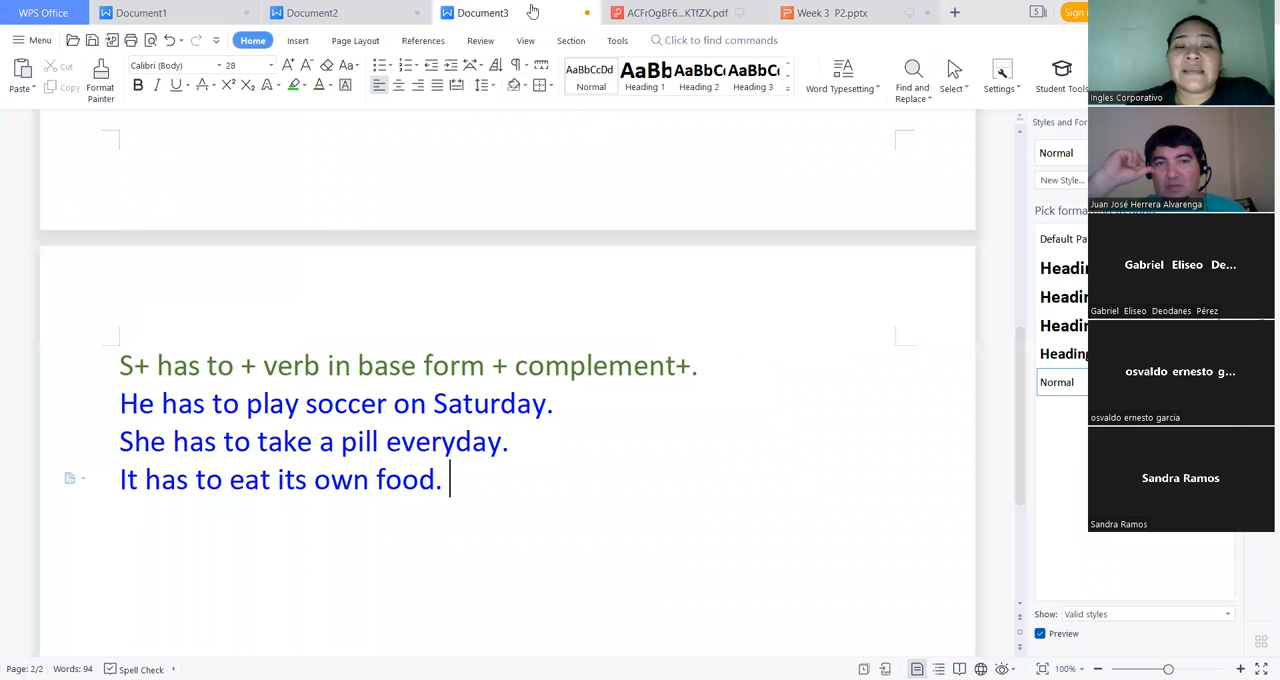 WPS Office
Document1
Document2
Document3
ACFrOgBF6...KTfZX.pdf
Week 3 P2.pptx
Sign i
Menu
Home
Insert
Page Layout
References
Review
View
Section
Tools
Click to find commands
Paste
Cut
Copy
Format
Painter
Calibri (Body)
28
AaBbCcDd
Normal
AaBb
Heading 1
AaBbC
Heading 2
AaBbC
Heading 3
Word Typesetting
Find and
Replace
Select
Settings
Student Tools
Styles and For
Normal
New Style...
Default Pa
Headi
Headi
Headi
Heading
Normal
Show:
Valid styles
Preview
S+ has to + verb in base form + complement+.
He has to play soccer on Saturday.
She has to take a pill everyday.
It has to eat its own food.
Ingles Corporativo
Juan José Herrera Alvarenga
Gabriel Eliseo De...
Gabriel Eliseo Deodanes Pérez
osvaldo ernesto g...
osvaldo ernesto garcia
Sandra Ramos
Sandra Ramos
Page: 2/2
Words: 94
Spell Check
100%